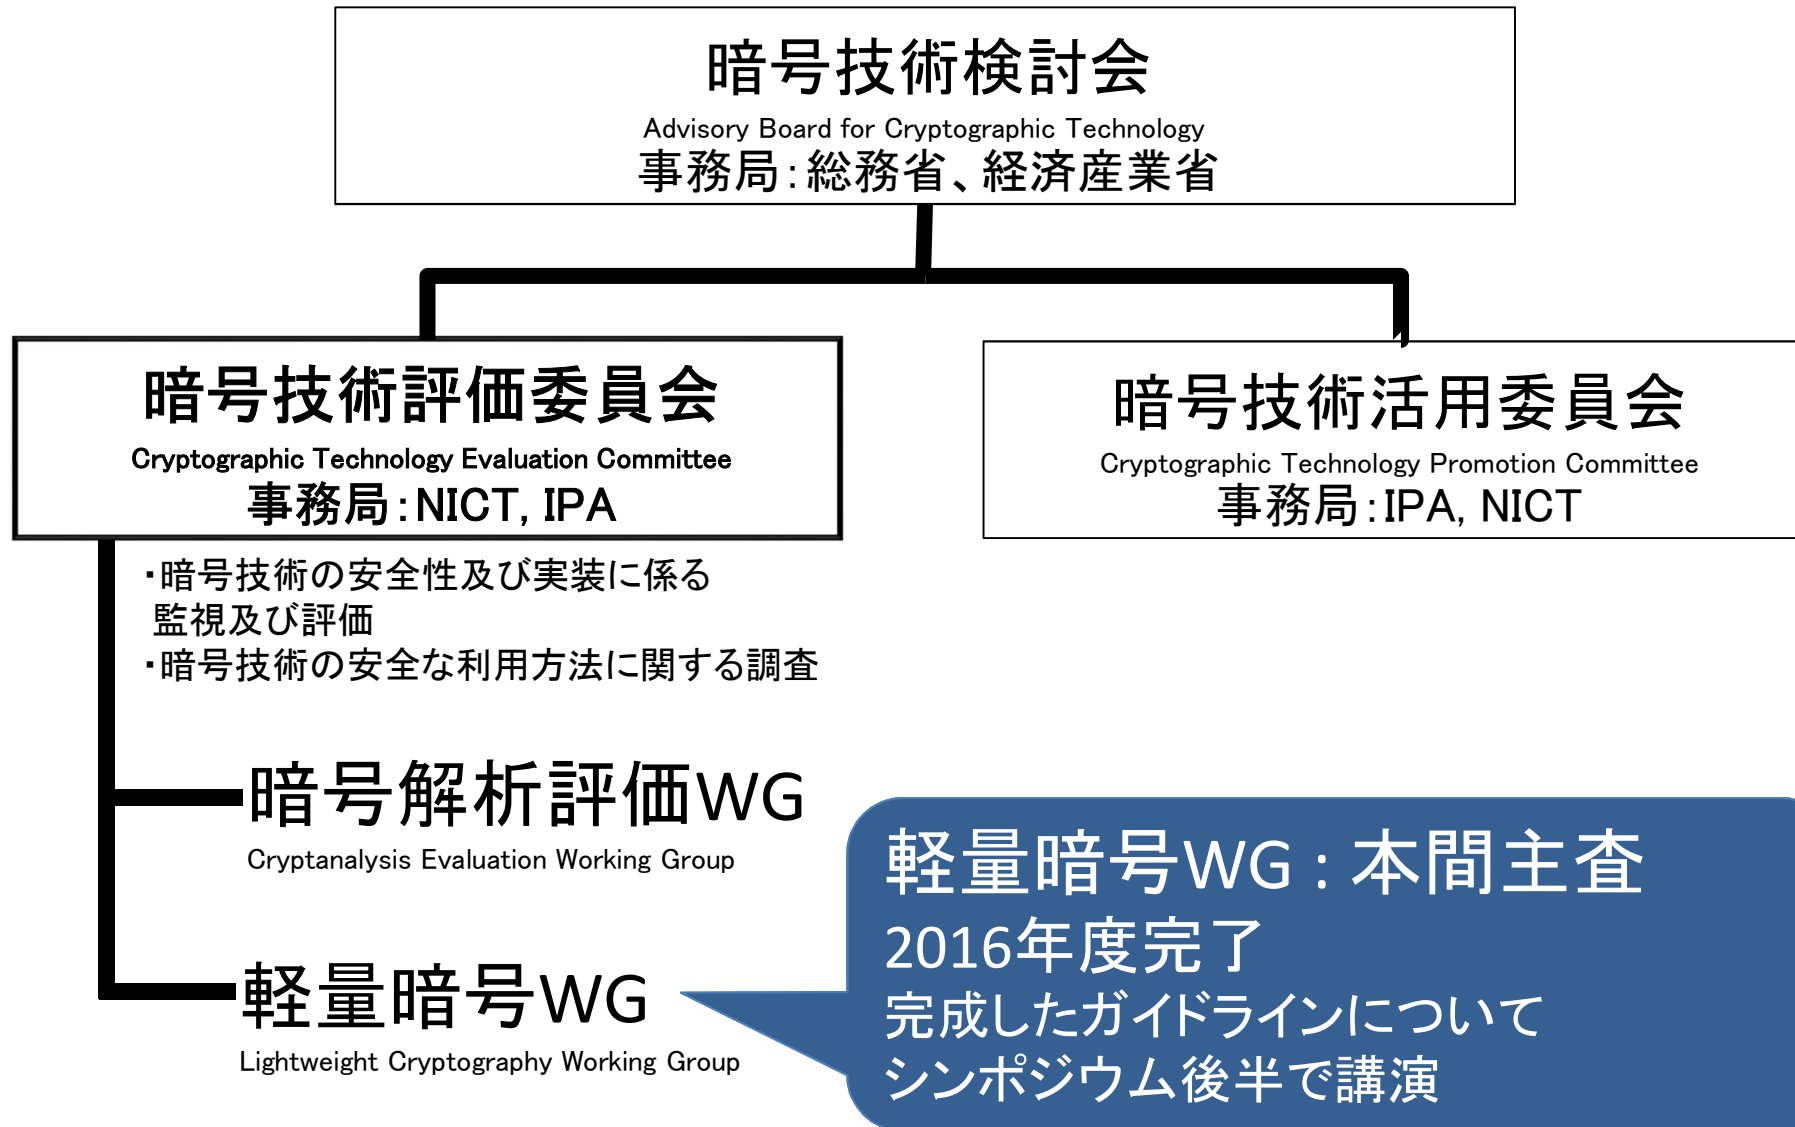 暗号技術検討会
Advisory Board for Cryptographic Technology
事務局：総務省、経済産業省
暗号技術評価委員会
Cryptographic Technology Evaluation Committee
事務局：NICT, IPA
暗号技術活用委員会
Cryptographic Technology Promotion Committee
事務局：IPA, NICT
・暗号技術の安全性及び実装に係る
監視及び評価
・暗号技術の安全な利用方法に関する調査
暗号解析評価WG
Cryptanalysis Evaluation Working Group
軽量暗号WG
Lightweight Cryptography Working Group
軽量暗号WG：本間主査
2016年度完了
完成したガイドラインについて
シンポジウム後半で講演